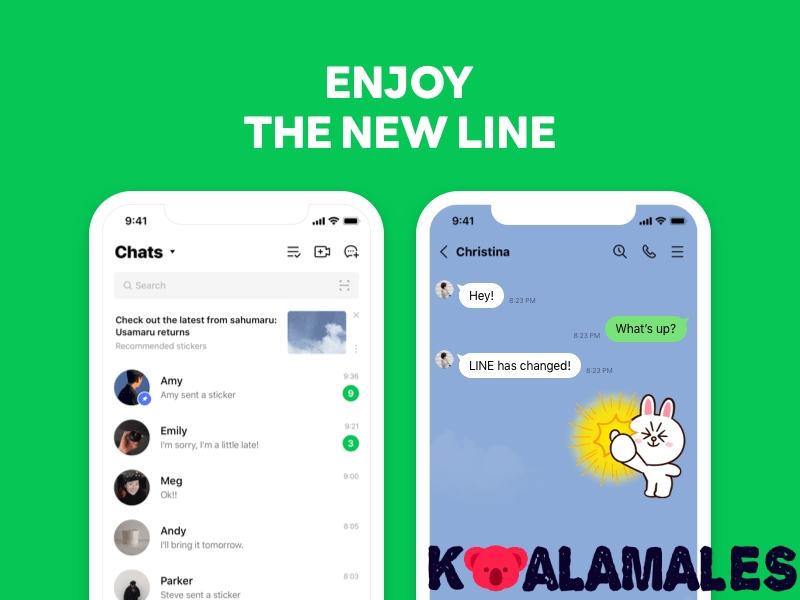 ENJOY
THE NEW LINE
9:41
Chats
Search
Check out the latest from sahumaru:
Usamaru returns
Recommended stickers
Amy
Amy sent a sticker
9:36
9
Emily
I'm sorry, I'm a little late!
9:21
3
Meg
Ok!!
9:00
Andy
I'll bring it tomorrow.
8:05
Parker
Steve sent a sticker
8:03
9:41
Christina
Hey!
8:23 PM
What's up?
8:23 PM
LINE has changed!
8:23 PM
KOALAMALES